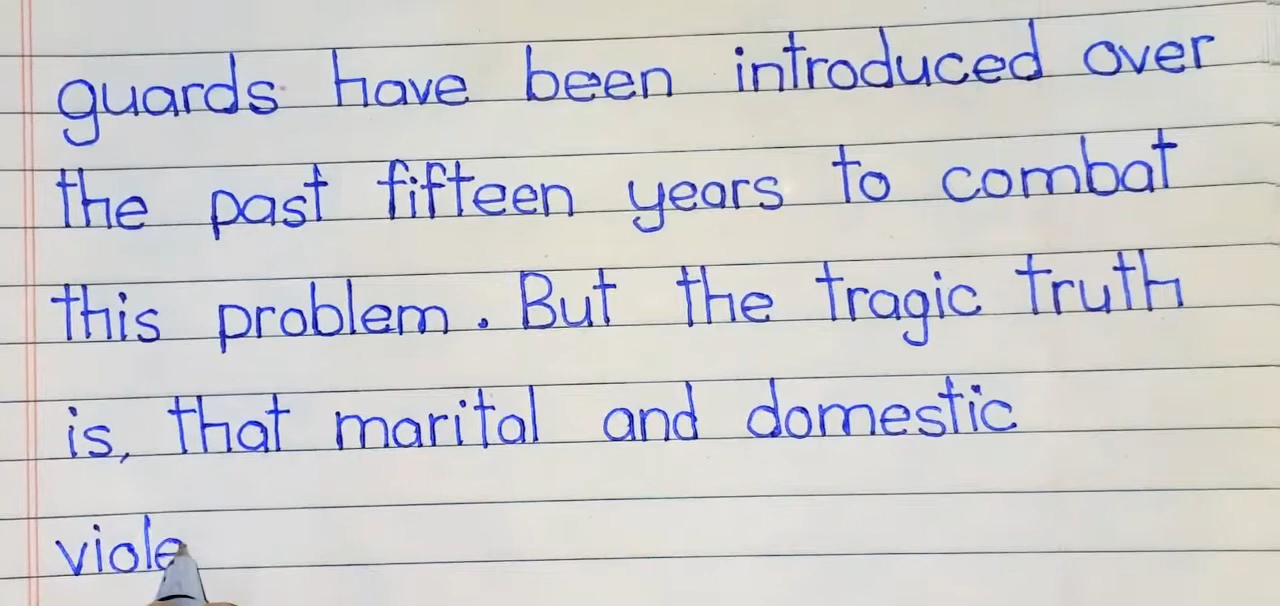 guards have been introduced over
the past fifteen years to combat
this problem. But the tragic truth
is, that marital and domestic
viole